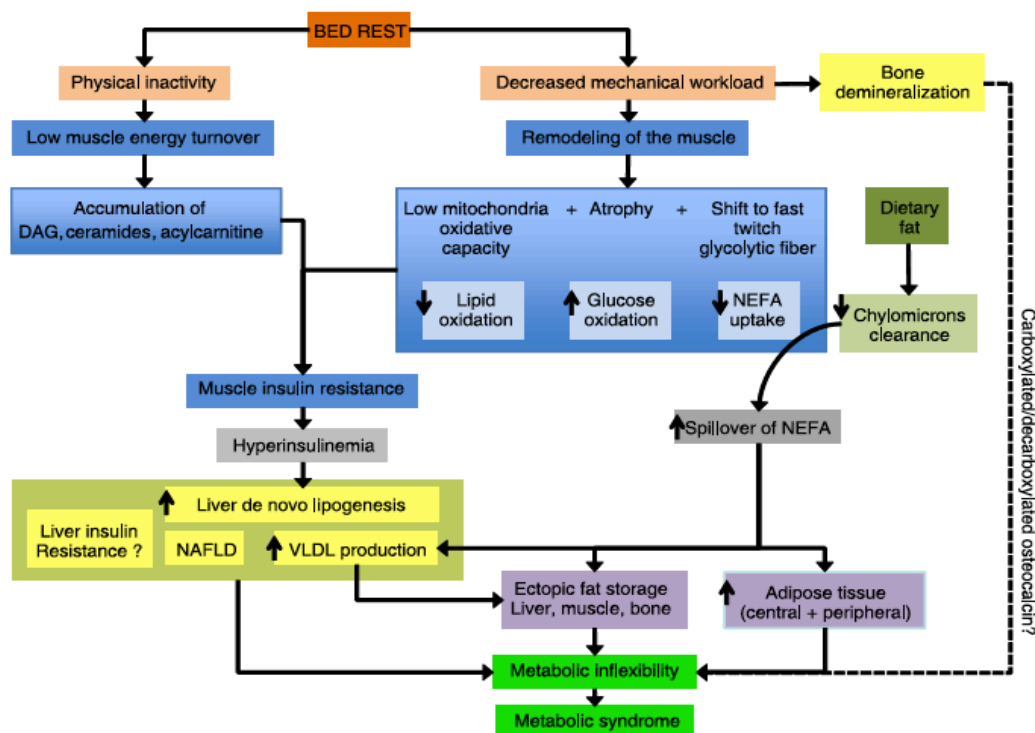 BED REST
Physical inactivity
Decreased mechanical workload
Bone
demineralization
Low muscle energy turnover
Remodeling of the muscle
Accumulation of
DAG, ceramides, acylcarnitine
Low mitochondria
oxidative
capacity
+ Atrophy +
Shift to fast
twitch
glycolytic fiber
Dietary
fat
Lipid
oxidation
Glucose
oxidation
NEFA
uptake
Chylomicrons
clearance
Carboxylated/decarboxylated osteocalcin?
Muscle insulin resistance
Spillover of NEFA
Hyperinsulinemia
Liver de novo lipogenesis
Liver insulin
Resistance ?
NAFLD
VLDL production
Ectopic fat storage
Liver, muscle, bone
Adipose tissue
(central + peripheral)
Metabolic inflexibility
Metabolic syndrome